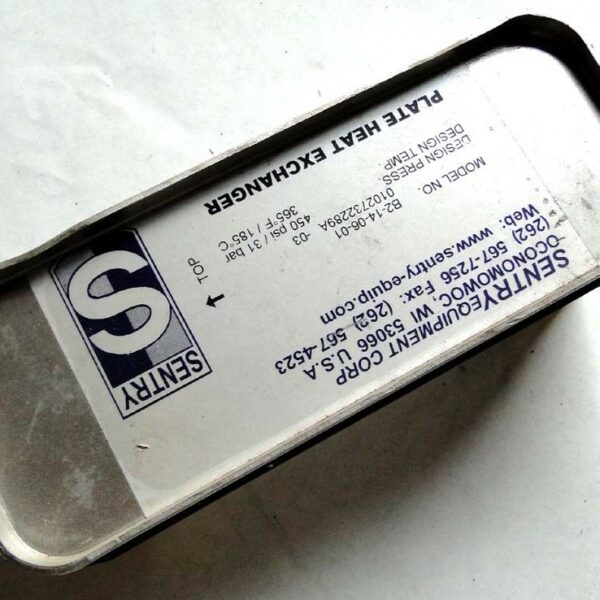 S
SENTRY
SENTRY EQUIPMENT CORP
OCONOMOWOC, WI 53066 U.S.A
(262) 567-7256 Fax: (262) 567-4523
Web: www.sentry-equip.com
MODEL NO. B2-14-06-01
0102732289A -03
DESIGN PRESS. 450 psi / 31 bar
DESIGN TEMP. 365°F / 185°C
TOP
PLATE HEAT EXCHANGER